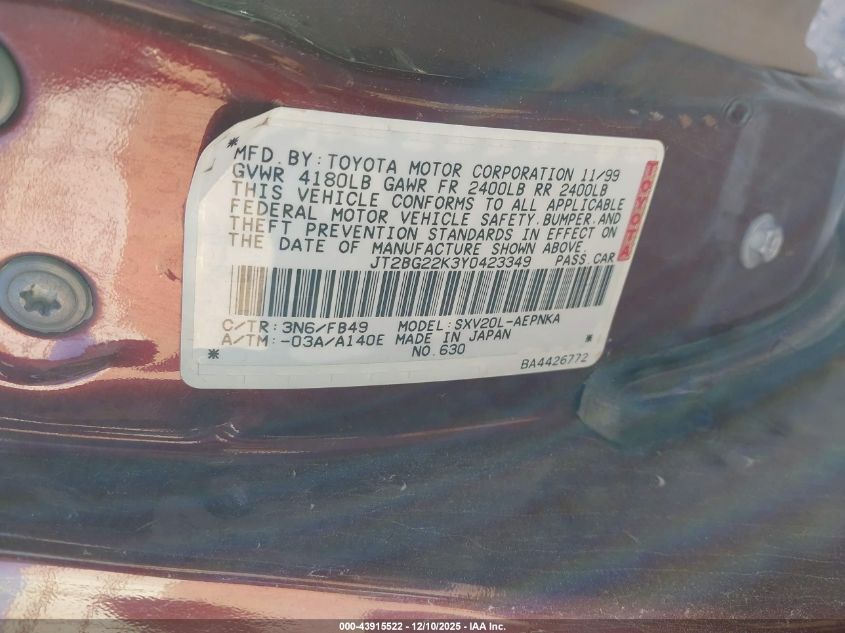 MFD. BY: TOYOTA MOTOR CORPORATION 11/99
GVWR 4180LB GAWR FR 2400LB RR 2400LB
THIS VEHICLE CONFORMS TO ALL APPLICABLE
FEDERAL MOTOR VEHICLE SAFETY, BUMPER, AND
THEFT PREVENTION STANDARDS IN EFFECT ON
THE DATE OF MANUFACTURE SHOWN ABOVE.
JT2BG22K3Y0423349 PASS. CAR
TOYOTA
C/TR: 3N6/FB49 MODEL: SXV20L-AEPNKA
A/TM: -03A/A140E MADE IN JAPAN
NO. 630
BA4426772
000-43915522 - 12/10/2025 - IAA Inc.